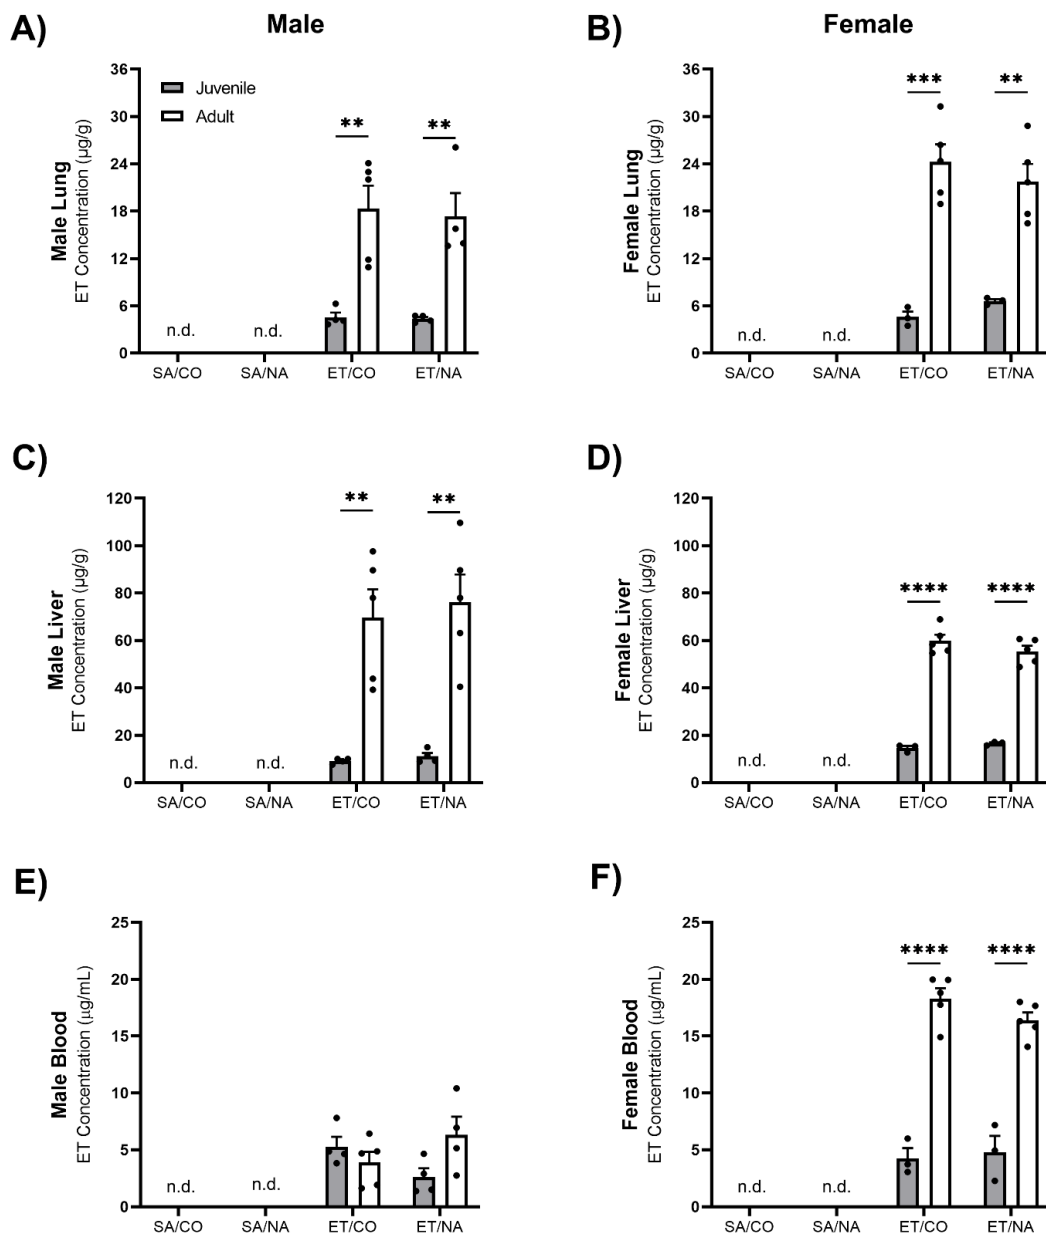 A)
Male
B)
Female
Male Lung
ET Concentration (µg/g)
36
30
24
18
12
6
0
Juvenile
Adult
** **
n.d. n.d.
SA/CO SA/NA ET/CO ET/NA
Female Lung
ET Concentration (µg/g)
36
30
24
18
12
6
0
*** **
n.d. n.d.
SA/CO SA/NA ET/CO ET/NA
C)
D)
Male Liver
ET Concentration (µg/g)
120
100
80
60
40
20
0
** **
n.d. n.d.
SA/CO SA/NA ET/CO ET/NA
Female Liver
ET Concentration (µg/g)
120
100
80
60
40
20
0
**** ****
n.d. n.d.
SA/CO SA/NA ET/CO ET/NA
E)
F)
Male Blood
ET Concentration (µg/mL)
25
20
15
10
5
0
n.d. n.d.
SA/CO SA/NA ET/CO ET/NA
Female Blood
ET Concentration (µg/mL)
25
20
15
10
5
0
**** ****
n.d. n.d.
SA/CO SA/NA ET/CO ET/NA